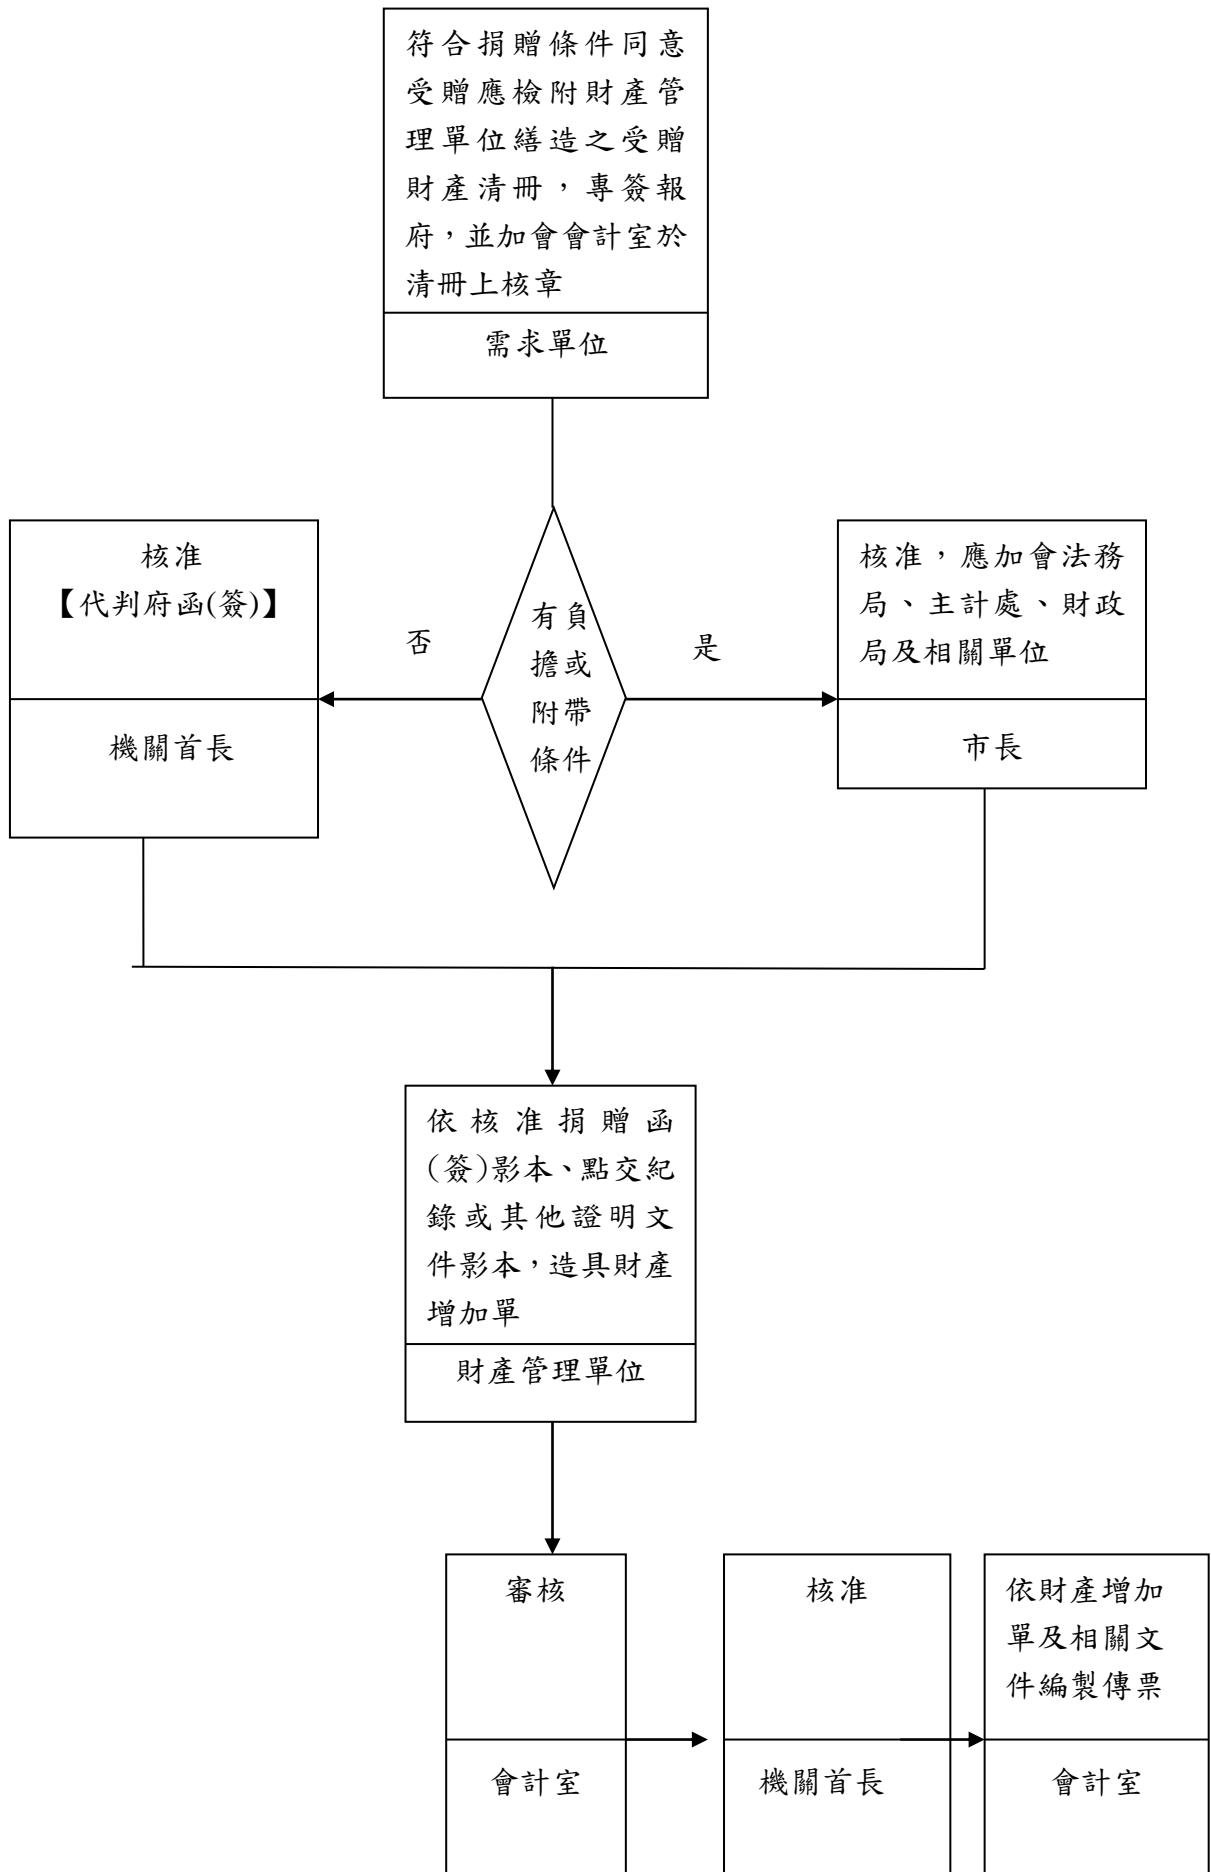 符合捐贈條件同意
受贈應檢附財產管
理單位繕造之受贈
財產清冊，專簽報
府，並加會會計室於
清冊上核章
需求單位
核准
【代判府函(簽)】
機關首長
否
有負
擔或
附帶
條件
是
核准，應加會法務
局、主計處、財政
局及相關單位
市長
依核准捐贈函
(簽)影本、點交紀
錄或其他證明文
件影本，造具財產
增加單
財產管理單位
審核
會計室
核准
機關首長
依財產增加
單及相關文
件編製傳票
會計室